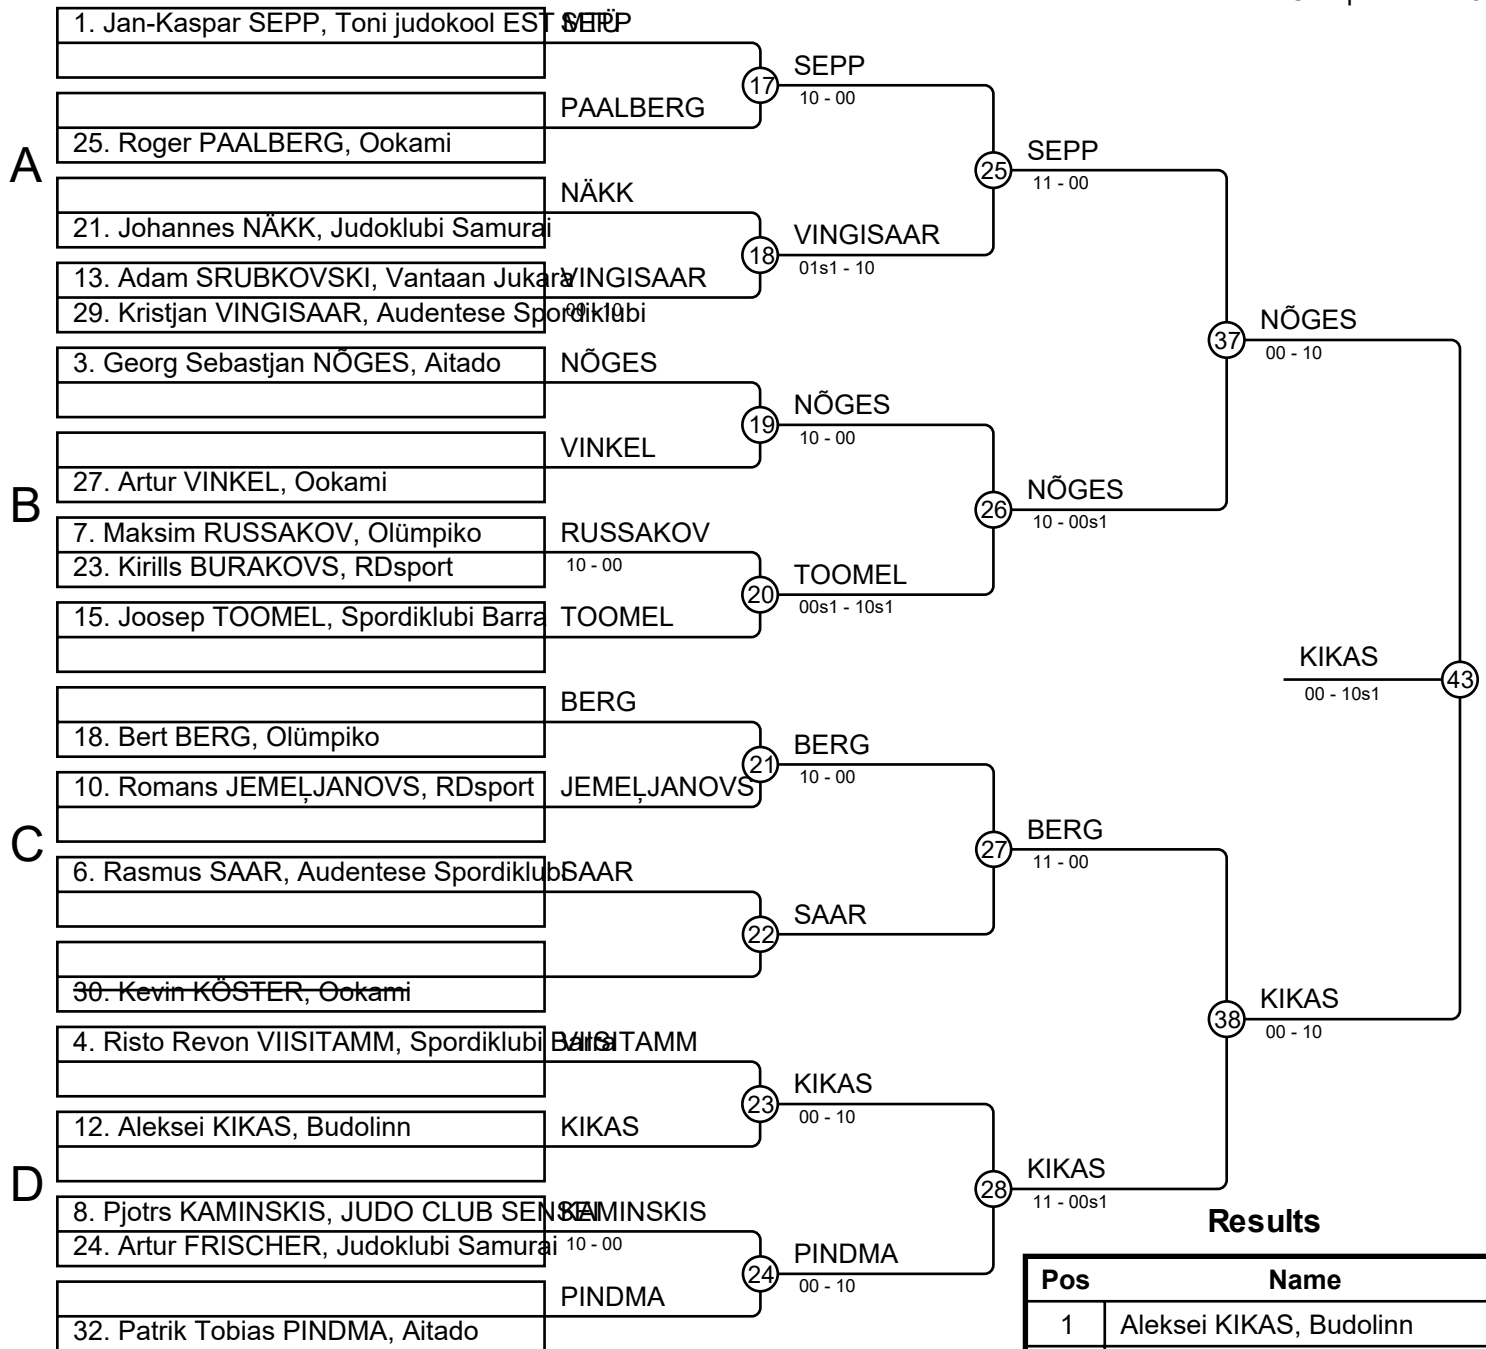 1. Jan-Kaspar SEPP, Toni judokool EST MTÜ
SEPP
17
SEPP
10 - 00
PAALBERG
25. Roger PAALBERG, Ookami
A
25
SEPP
11 - 00
NÄKK
21. Johannes NÄKK, Judoklubi Samurai
18
VINGISAAR
01s1 - 10
13. Adam SRUBKOVSKI, Vantaan Jukara
VINGISAAR
00 - 10
29. Kristjan VINGISAAR, Audentese Spordiklubi
37
NÕGES
00 - 10
3. Georg Sebastjan NÕGES, Aitado
NÕGES
19
NÕGES
10 - 00
VINKEL
27. Artur VINKEL, Ookami
B
26
NÕGES
10 - 00s1
7. Maksim RUSSAKOV, Olümpiko
RUSSAKOV
23. Kirills BURAKOVS, RDsport
10 - 00
20
TOOMEL
00s1 - 10s1
15. Joosep TOOMEL, Spordiklubi Barra
TOOMEL
KIKAS
43
00 - 10s1
BERG
18. Bert BERG, Olümpiko
21
BERG
10 - 00
10. Romans JEMEĻJANOVS, RDsport
JEMEĻJANOVS
C
27
BERG
11 - 00
6. Rasmus SAAR, Audentese Spordiklubi
SAAR
22
SAAR
30. Kevin KÖSTER, Ookami
38
KIKAS
00 - 10
4. Risto Revon VIISITAMM, Spordiklubi Barra
VIISITAMM
23
KIKAS
00 - 10
12. Aleksei KIKAS, Budolinn
KIKAS
D
28
KIKAS
11 - 00s1
8. Pjotrs KAMINSKIS, JUDO CLUB SENSEI
KAMINSKIS
24. Artur FRISCHER, Judoklubi Samurai
10 - 00
24
PINDMA
00 - 10
PINDMA
32. Patrik Tobias PINDMA, Aitado
Results
Pos Name
1 Aleksei KIKAS, Budolinn